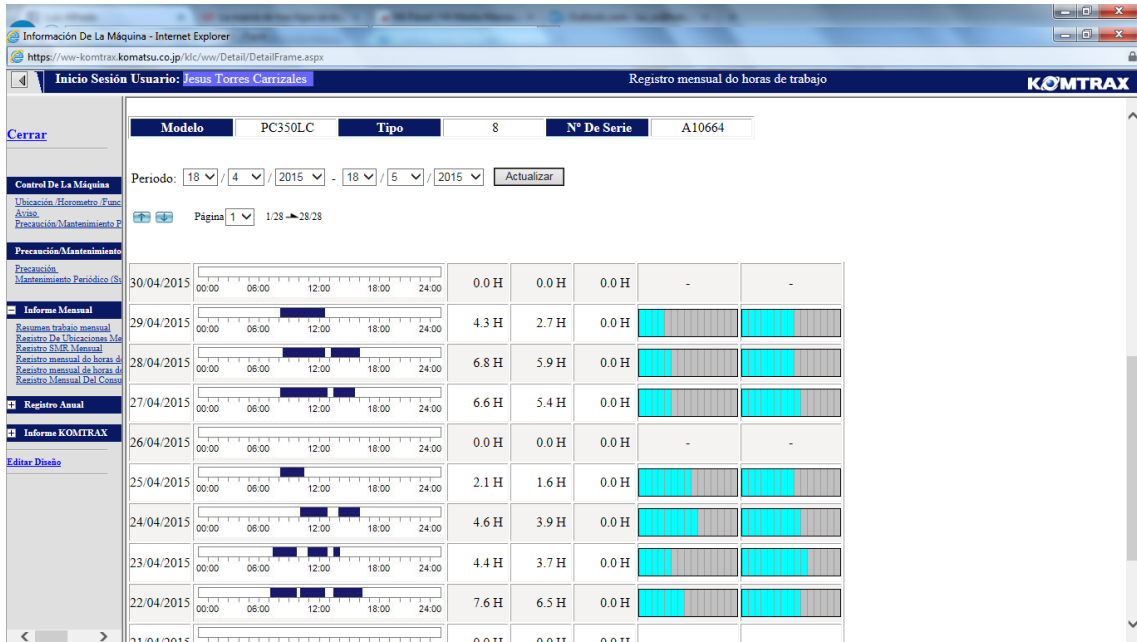 Información De La Máquina - Internet Explorer
https://ww-komtrax.komatsu.co.jp/klc/ww/Detail/DetailFrame.aspx
Inicio Sesión Usuario: Jesus Torres Carrizales Registro mensual do horas de trabajo KOMTRAX
Cerrar
Modelo PC350LC Tipo 8 Nº De Serie A10664
Periodo: 18 / 4 / 2015 - 18 / 5 / 2015 Actualizar
Página 1 1/28 28/28
Control De La Máquina
Ubicación /Horometro /Func
Aviso
Precaución/Mantenimiento P
Precaución/Mantenimiento
Precaución
Mantenimiento Periódico (Su
Informe Mensual
Resumen trabajo mensual
Registro De Ubicaciones Me
Registro SMR Mensual
Registro mensual do horas d
Registro mensual de horas de
Registro Mensual Del Consu
Registro Anual
Informe KOMTRAX
Editar Diseño
30/04/2015 00:00 06:00 12:00 18:00 24:00 0.0 H 0.0 H 0.0 H - -
29/04/2015 00:00 06:00 12:00 18:00 24:00 4.3 H 2.7 H 0.0 H
28/04/2015 00:00 06:00 12:00 18:00 24:00 6.8 H 5.9 H 0.0 H
27/04/2015 00:00 06:00 12:00 18:00 24:00 6.6 H 5.4 H 0.0 H
26/04/2015 00:00 06:00 12:00 18:00 24:00 0.0 H 0.0 H 0.0 H - -
25/04/2015 00:00 06:00 12:00 18:00 24:00 2.1 H 1.6 H 0.0 H
24/04/2015 00:00 06:00 12:00 18:00 24:00 4.6 H 3.9 H 0.0 H
23/04/2015 00:00 06:00 12:00 18:00 24:00 4.4 H 3.7 H 0.0 H
22/04/2015 00:00 06:00 12:00 18:00 24:00 7.6 H 6.5 H 0.0 H
21/04/2015 0.0 H 0.0 H 0.0 H